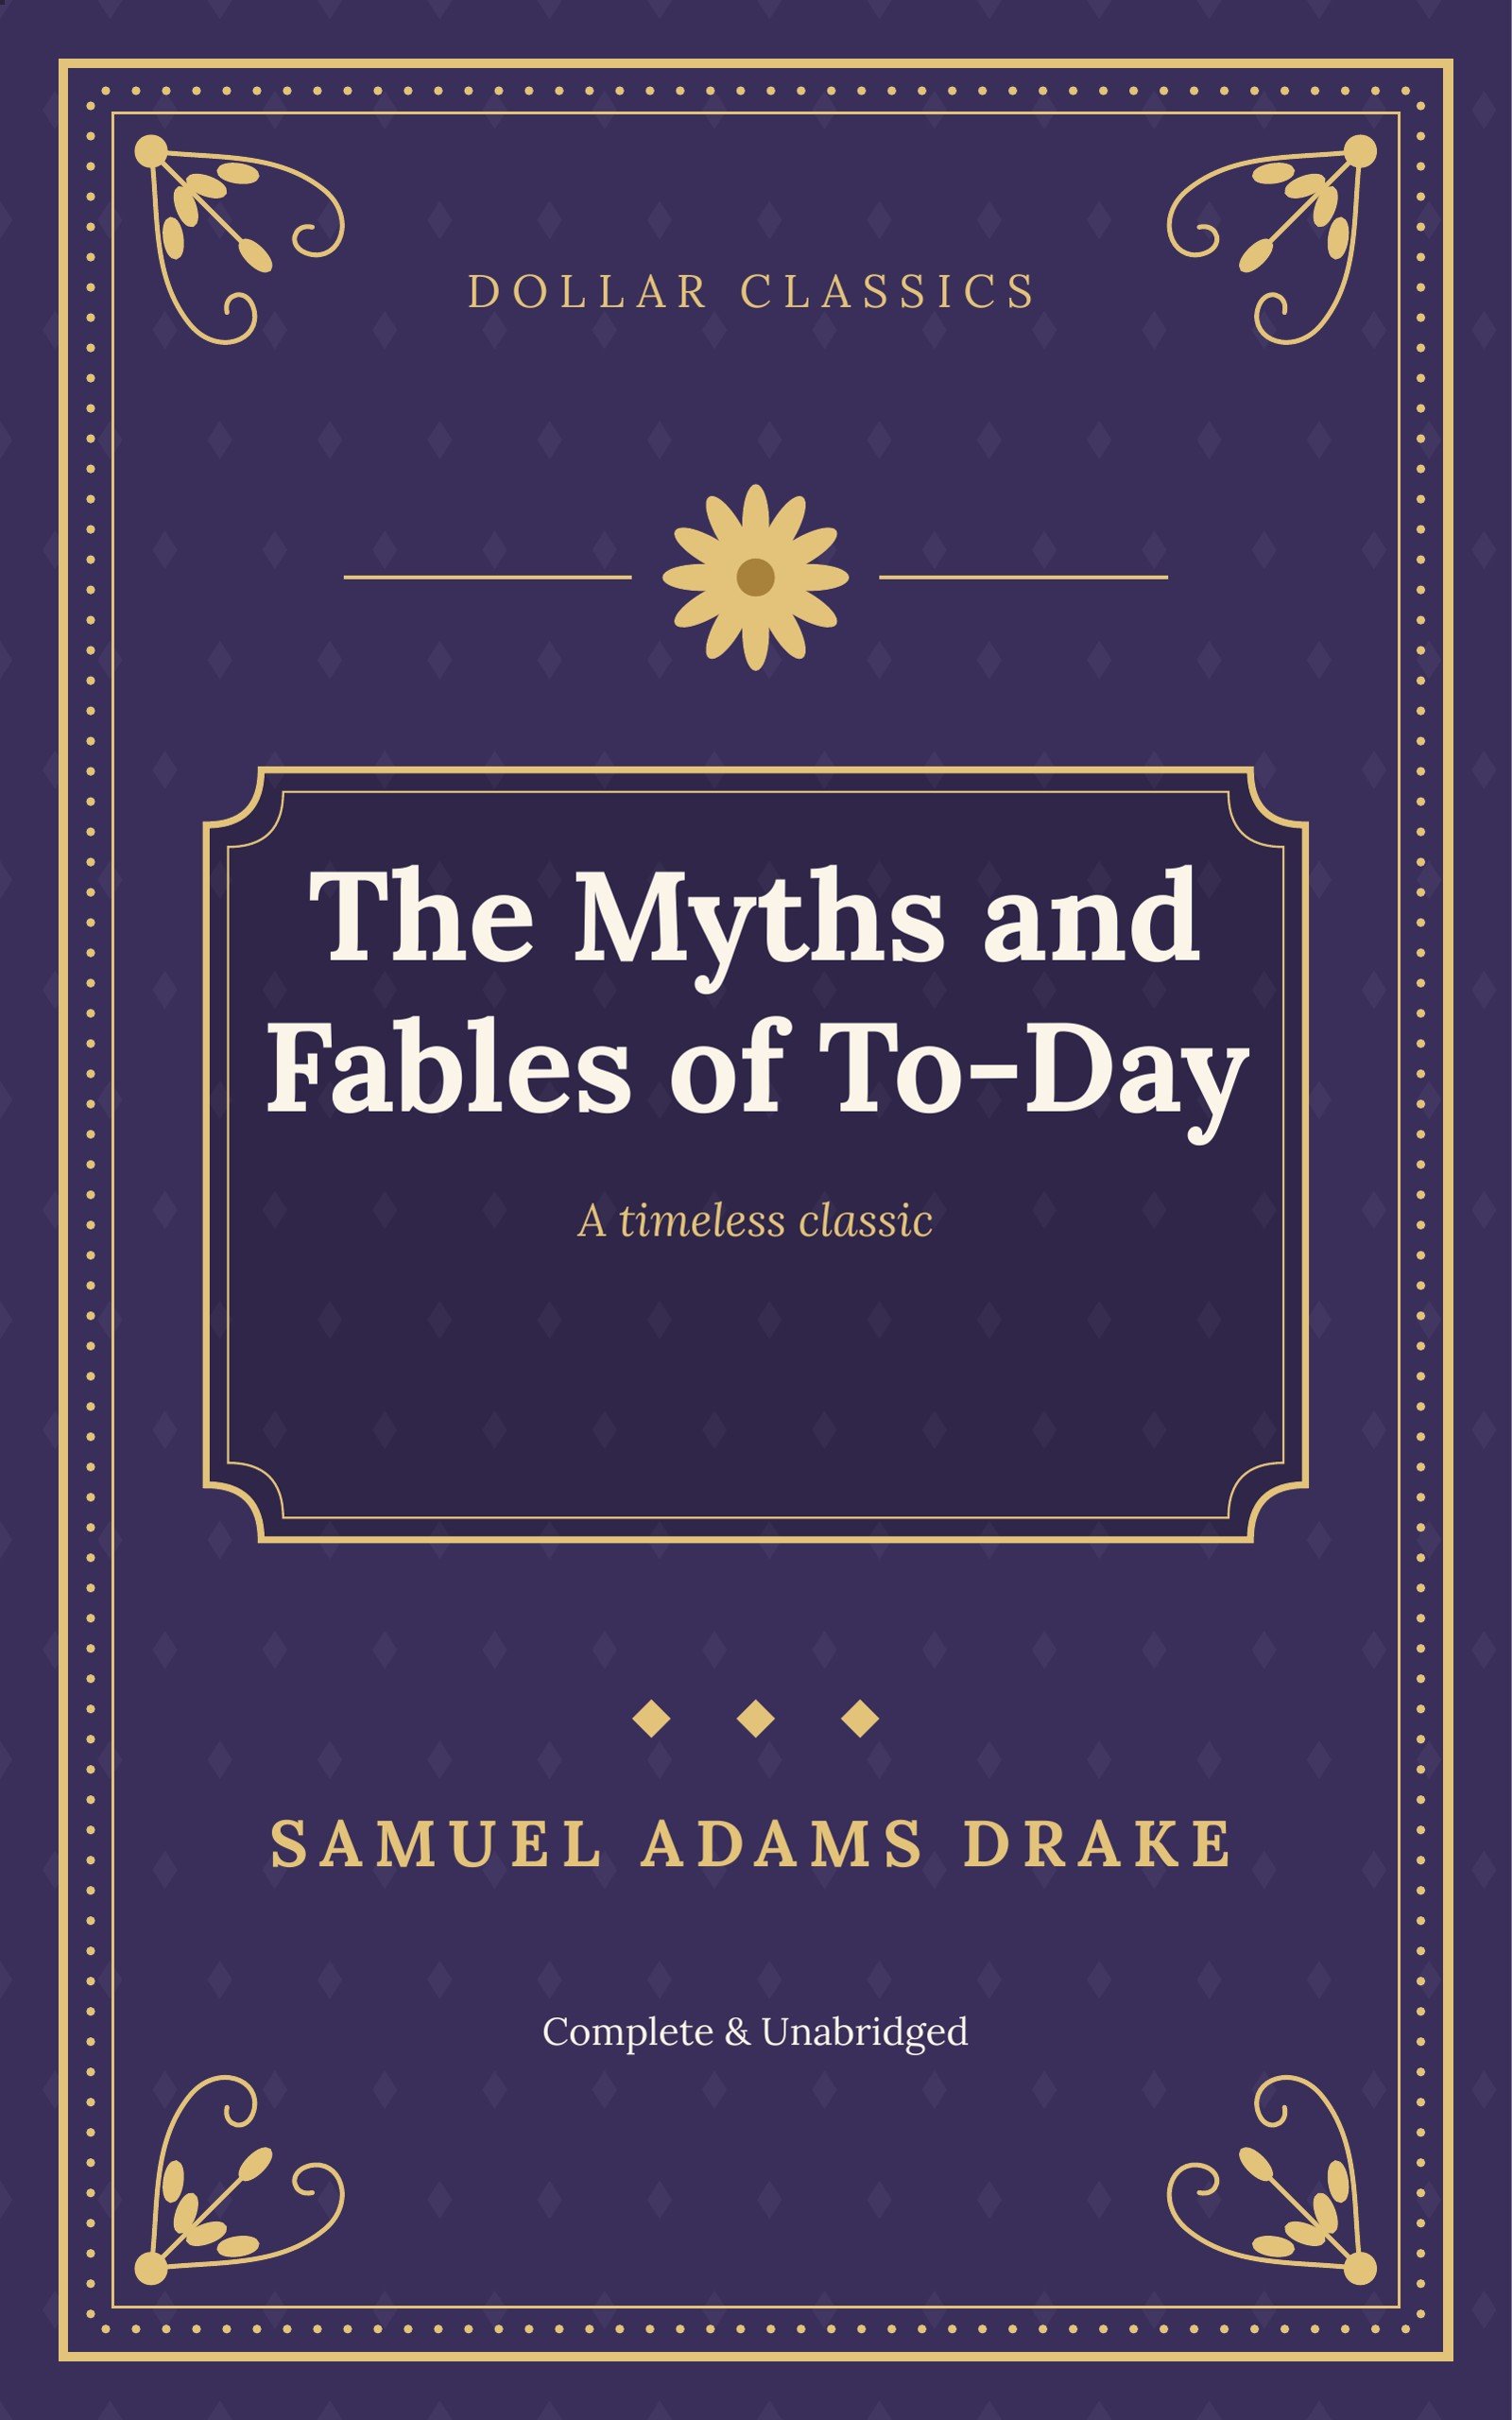 DOLLAR CLASSICS
The Myths and
Fables of To-Day
A timeless classic
SAMUEL ADAMS DRAKE
Complete & Unabridged